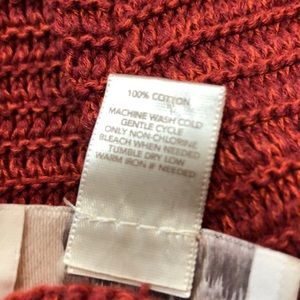 100% COTTON
MACHINE WASH COLD
GENTLE CYCLE
ONLY NON-CHLORINE
BLEACH WHEN NEEDED
TUMBLE DRY LOW
WARM IRON IF NEEDED